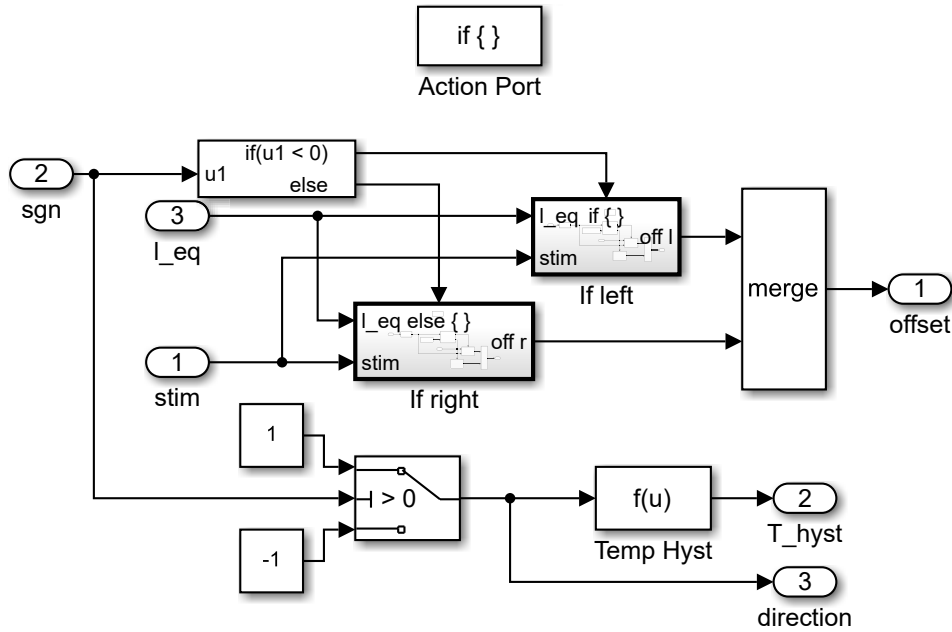 if { }
Action Port
2
sgn
u1
if(u1 < 0)
else
3
l_eq
l_eq if { }
stim
off l
If left
l_eq else { }
stim
off r
If right
1
stim
merge
1
offset
1
> 0
-1
f(u)
Temp Hyst
2
T_hyst
3
direction